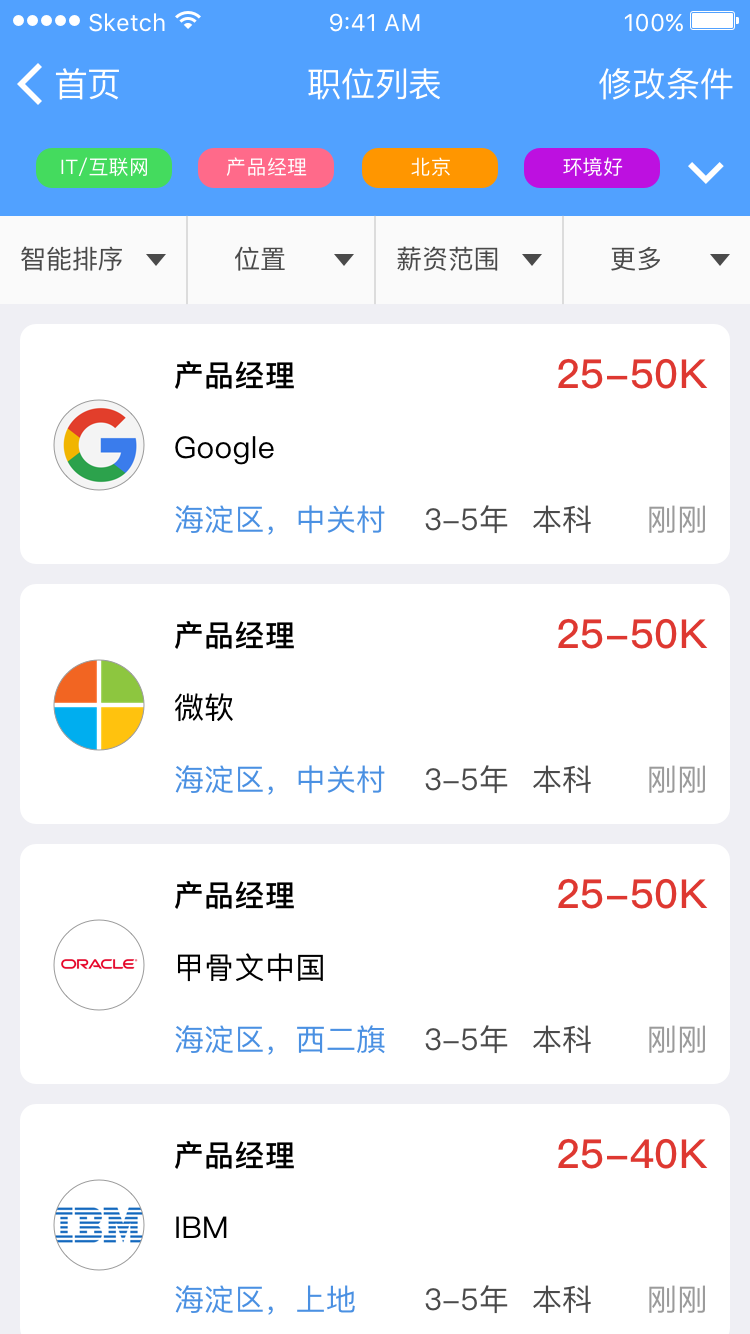 Sketch 9:41 AM 100%
首页 职位列表 修改条件
IT/互联网 产品经理 北京 环境好
智能排序 位置 薪资范围 更多
产品经理 25-50K
Google
海淀区，中关村 3-5年 本科 刚刚
产品经理 25-50K
微软
海淀区，中关村 3-5年 本科 刚刚
产品经理 25-50K
ORACLE
甲骨文中国
海淀区，西二旗 3-5年 本科 刚刚
产品经理 25-40K
IBM
IBM
海淀区，上地 3-5年 本科 刚刚